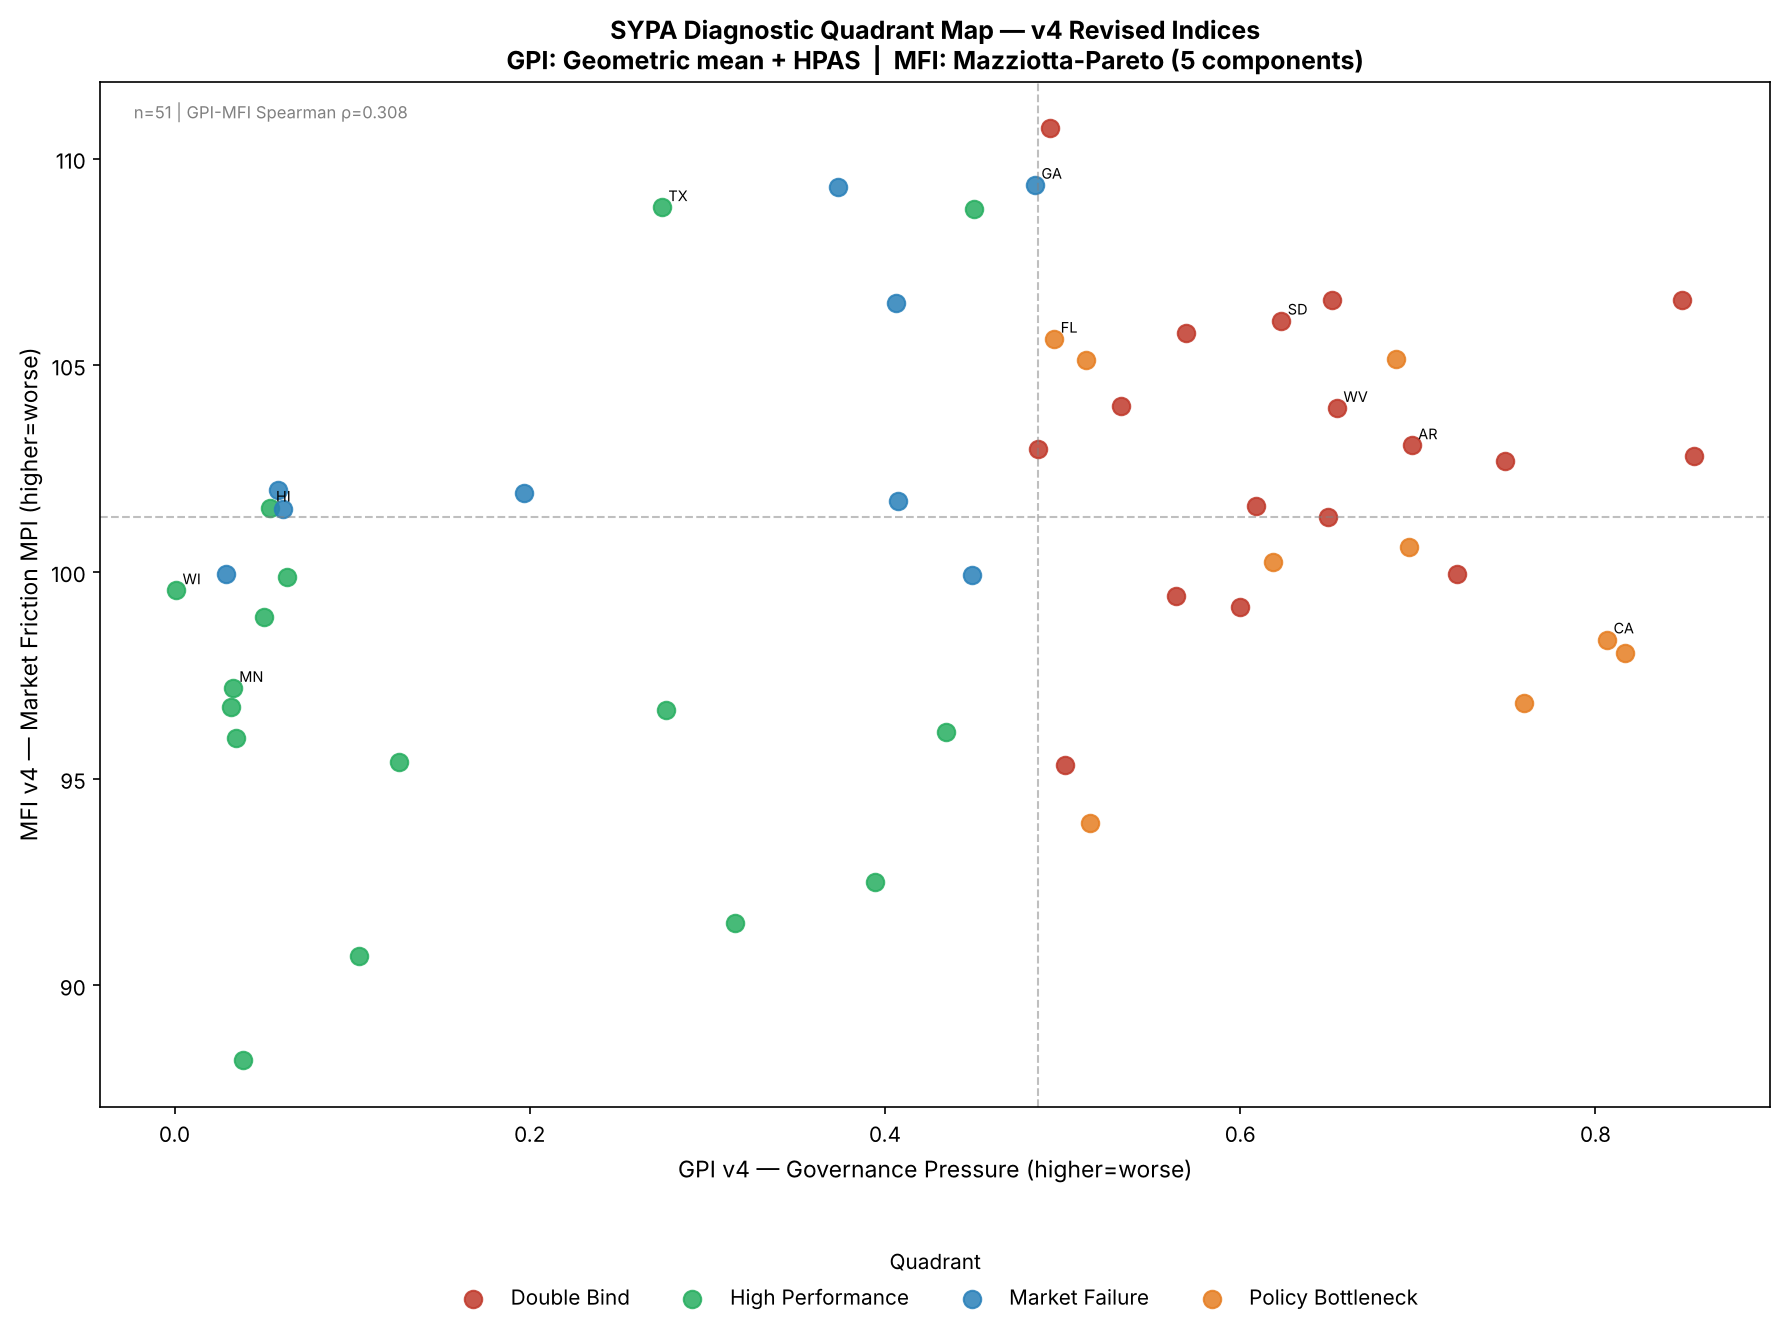 SYPA Diagnostic Quadrant Map — v4 Revised Indices
GPI: Geometric mean + HPAS | MFI: Mazziotta-Pareto (5 components)
n=51 | GPI-MFI Spearman ρ=0.308
110
105
100
95
90
MFI v4 — Market Friction MPI (higher=worse)
TX
GA
FL
SD
WV
AR
HI
WI
MN
CA
0.0
0.2
0.4
0.6
0.8
GPI v4 — Governance Pressure (higher=worse)
Quadrant
Double Bind
High Performance
Market Failure
Policy Bottleneck